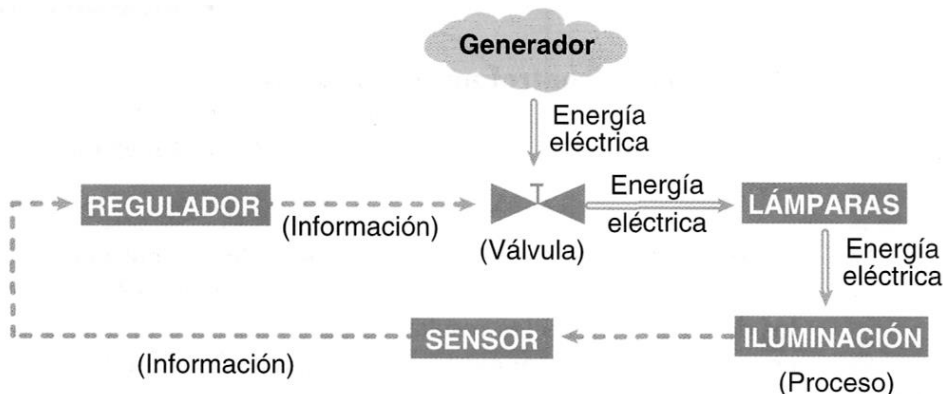 Generador
Energía
eléctrica
REGULADOR
(Información)
(Válvula)
Energía
eléctrica
LÁMPARAS
Energía
eléctrica
ILUMINACIÓN
(Proceso)
SENSOR
(Información)